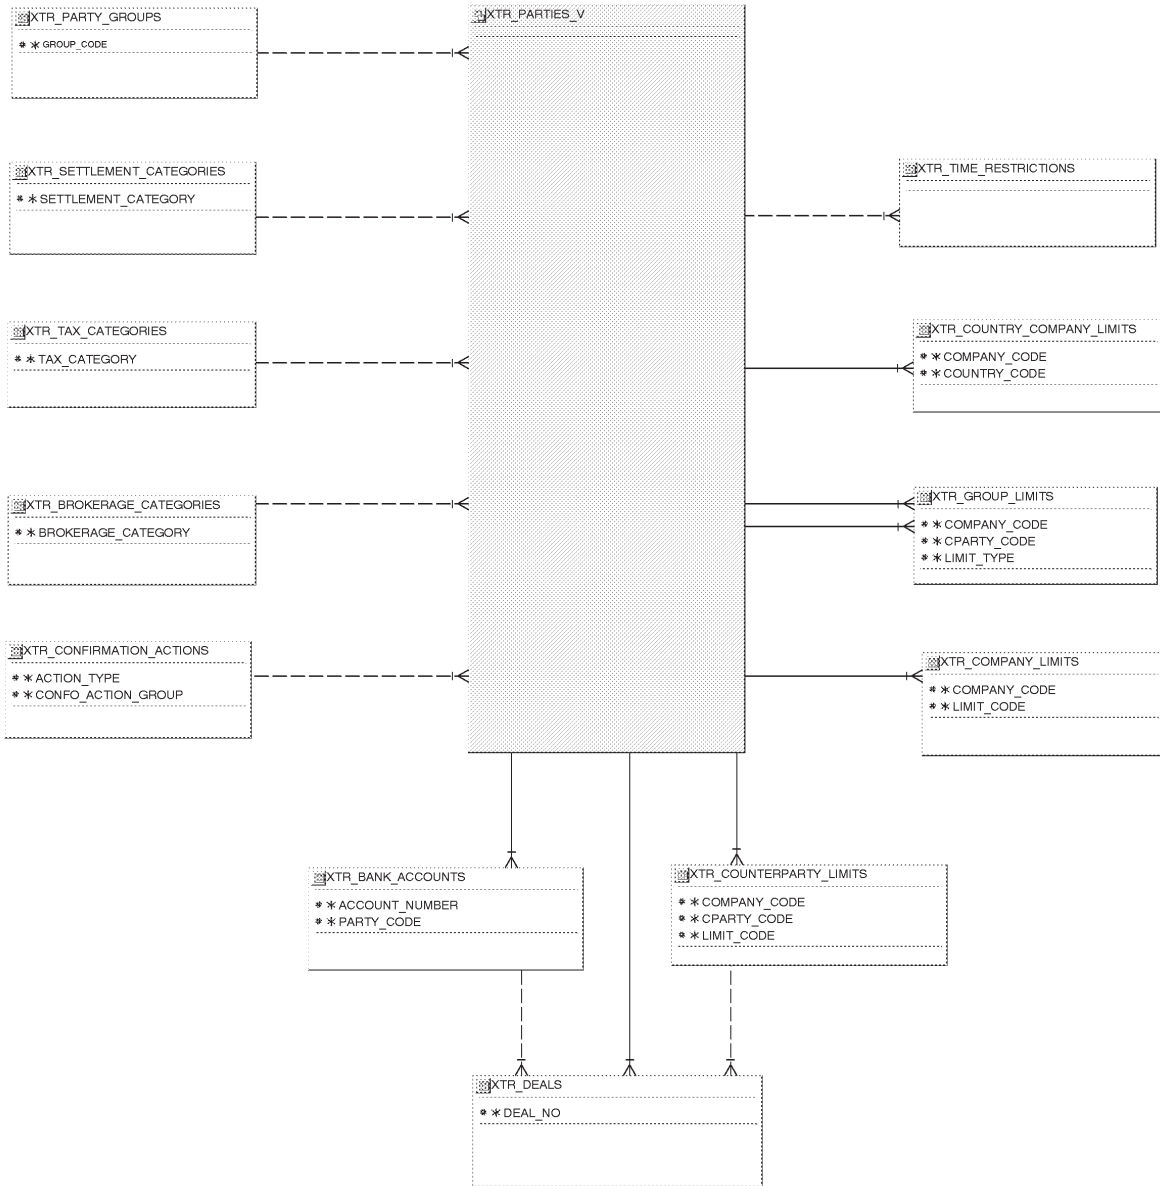 XTR_PARTY_GROUPS
# * GROUP_CODE
XTR_PARTIES_V
XTR_SETTLEMENT_CATEGORIES
# * SETTLEMENT_CATEGORY
XTR_TIME_RESTRICTIONS
XTR_TAX_CATEGORIES
# * TAX_CATEGORY
XTR_COUNTRY_COMPANY_LIMITS
# * COMPANY_CODE
# * COUNTRY_CODE
XTR_BROKERAGE_CATEGORIES
# * BROKERAGE_CATEGORY
XTR_GROUP_LIMITS
# * COMPANY_CODE
# * CPARTY_CODE
# * LIMIT_TYPE
XTR_CONFIRMATION_ACTIONS
# * ACTION_TYPE
# * CONFO_ACTION_GROUP
XTR_COMPANY_LIMITS
# * COMPANY_CODE
# * LIMIT_CODE
XTR_BANK_ACCOUNTS
# * ACCOUNT_NUMBER
# * PARTY_CODE
XTR_COUNTERPARTY_LIMITS
# * COMPANY_CODE
# * CPARTY_CODE
# * LIMIT_CODE
XTR_DEALS
# * DEAL_NO